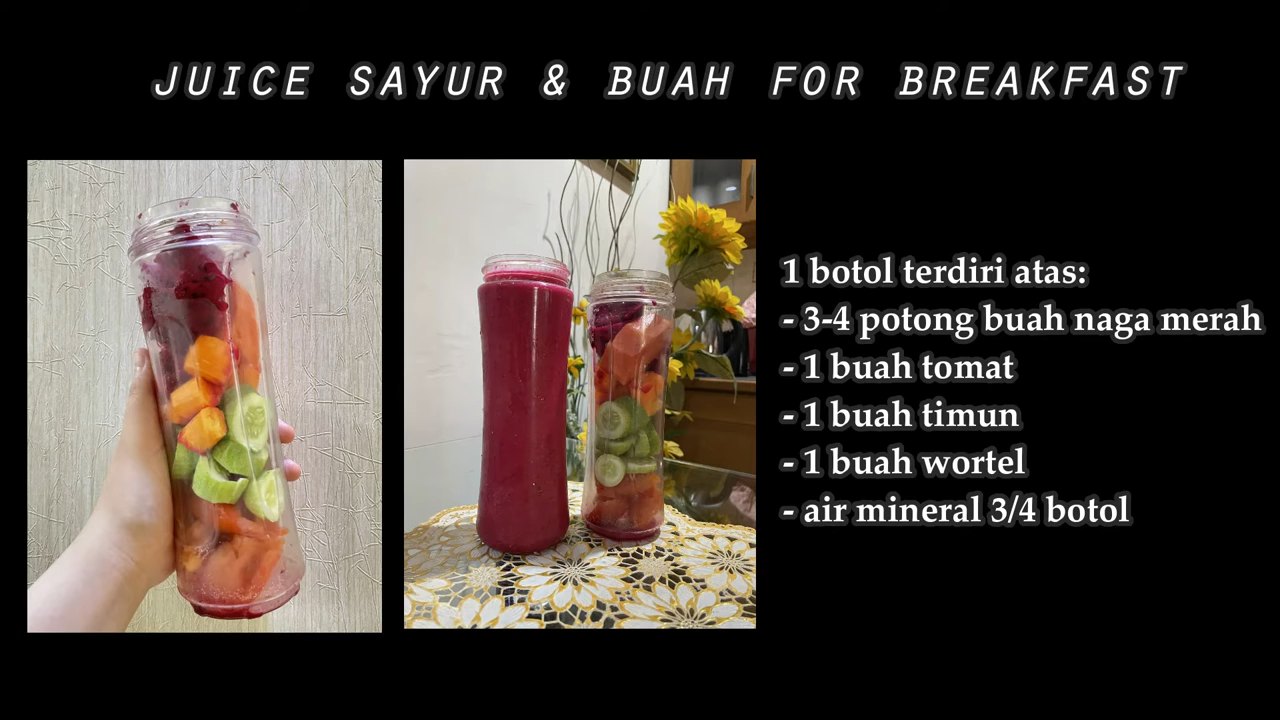 JUICE SAYUR & BUAH FOR BREAKFAST
1 botol terdiri atas:
- 3-4 potong buah naga merah
- 1 buah tomat
- 1 buah timun
- 1 buah wortel
- air mineral 3/4 botol